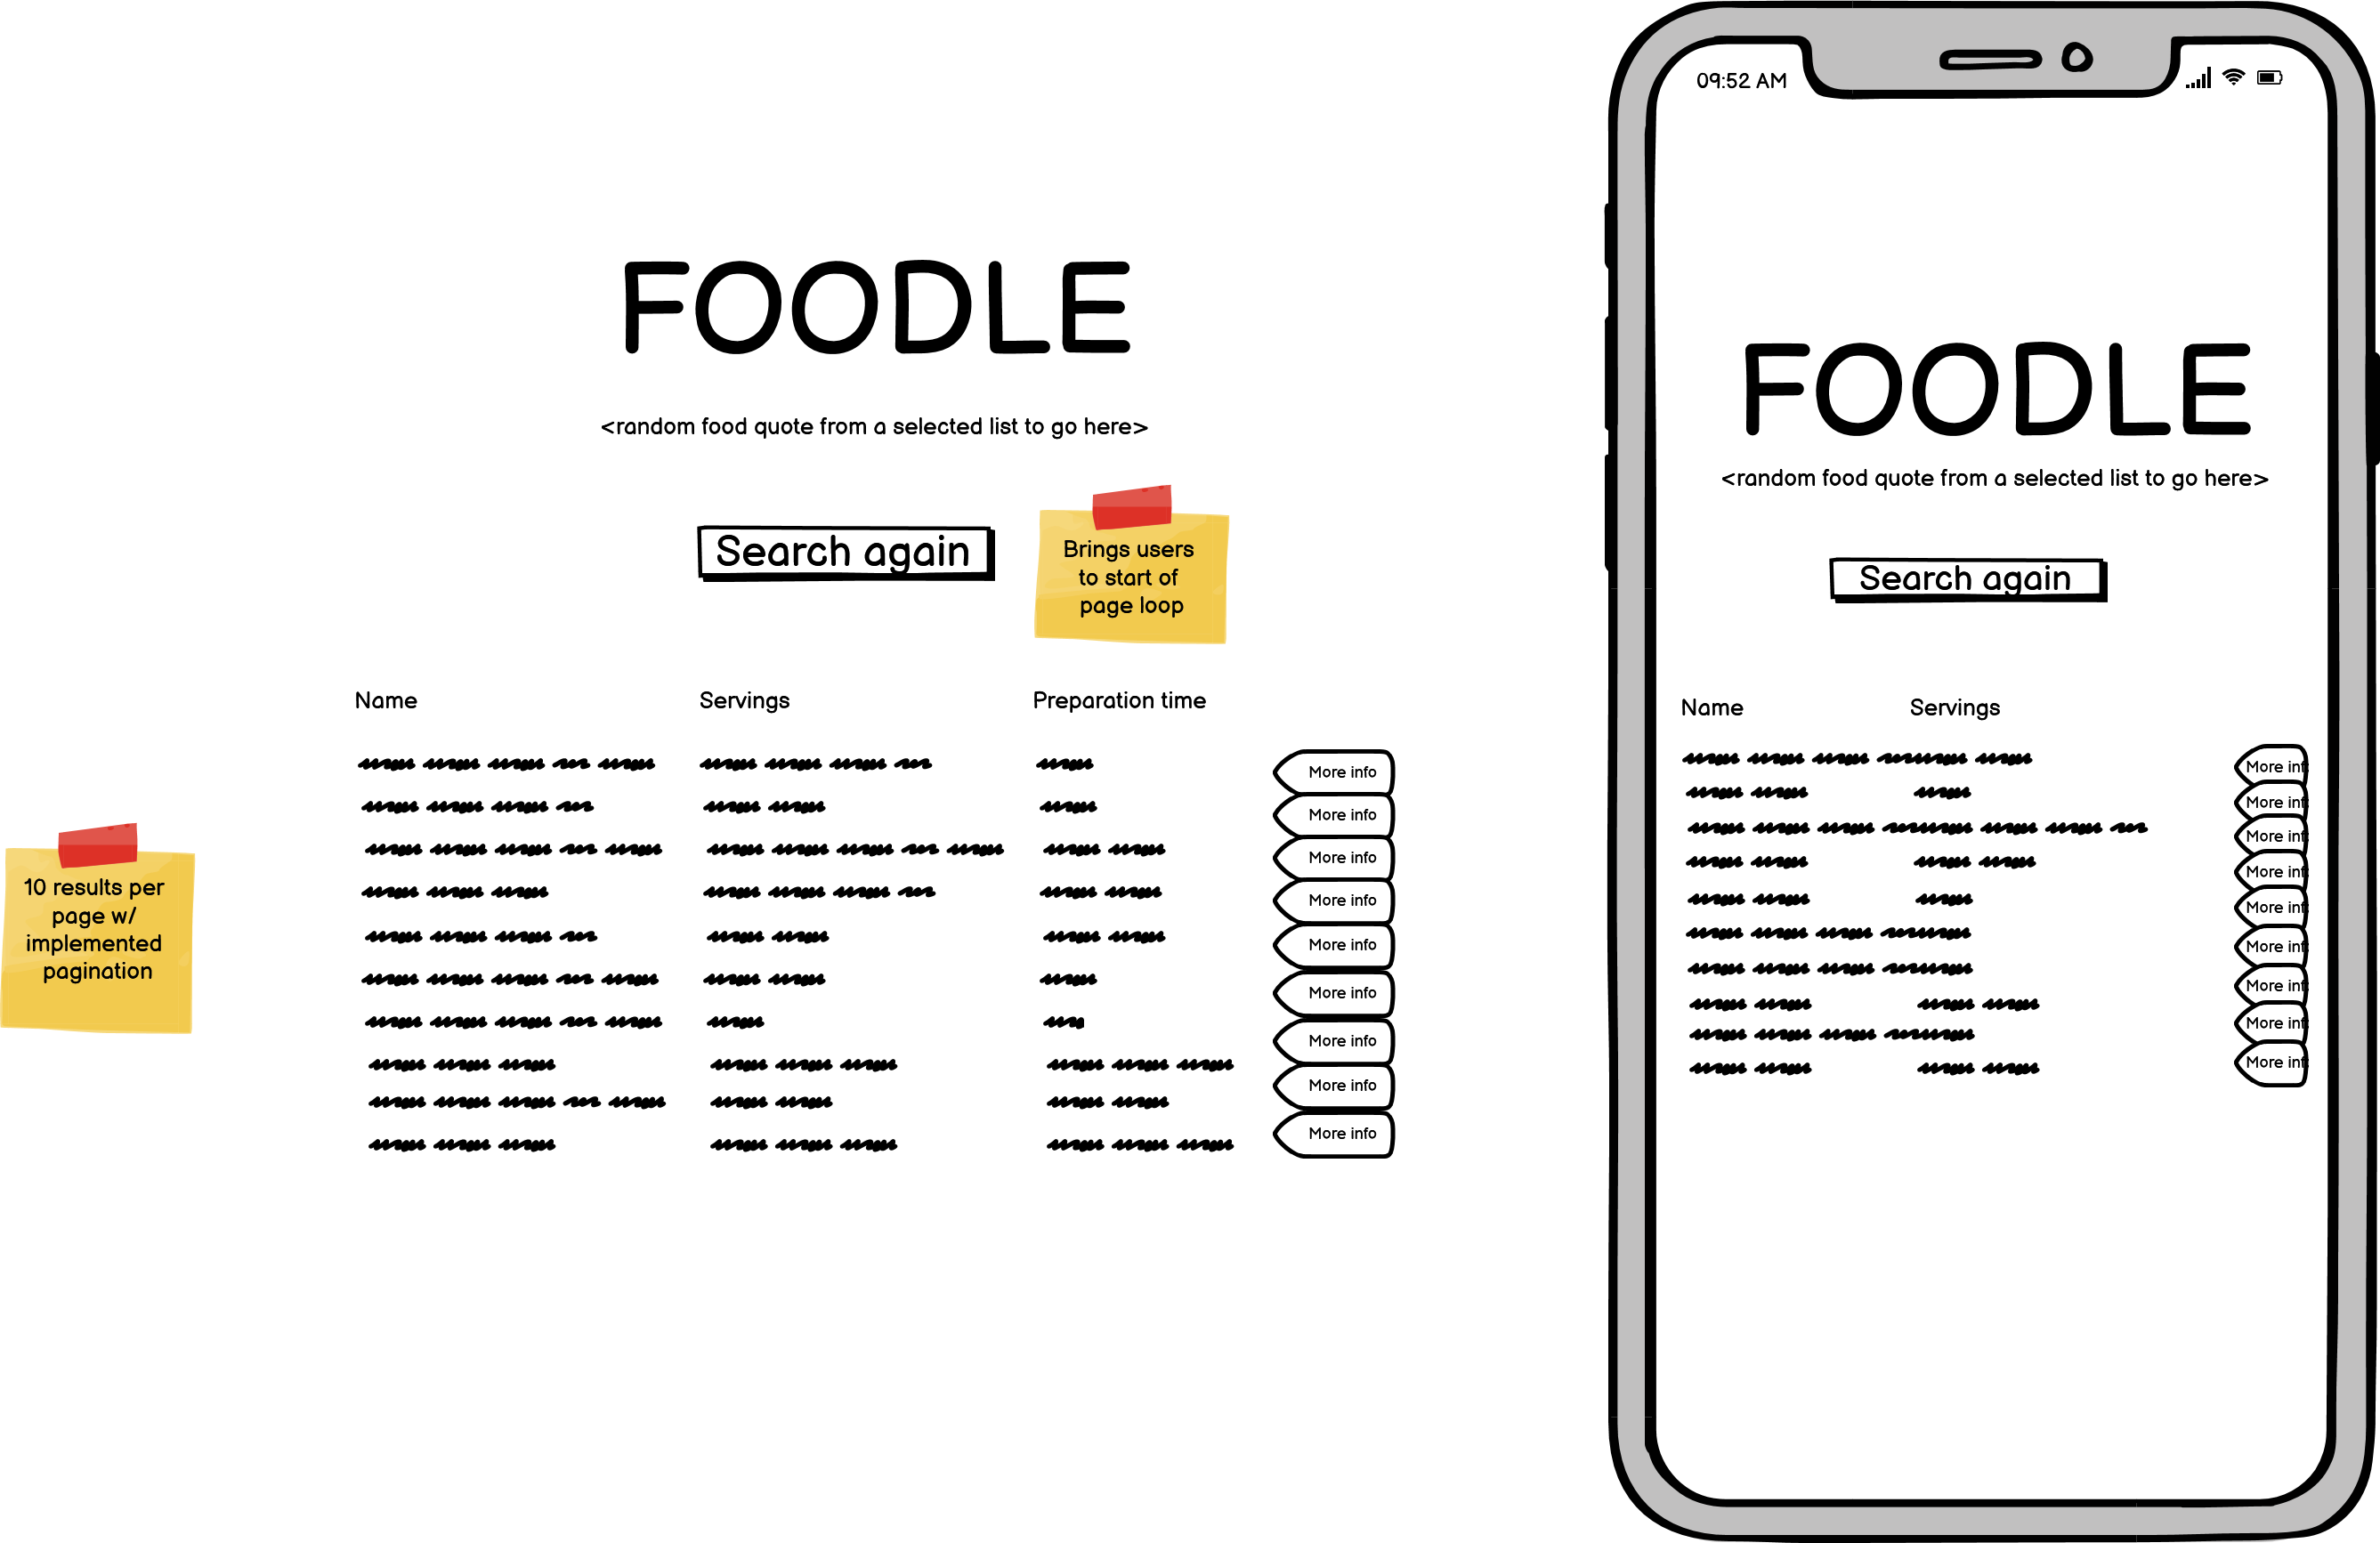 FOODLE
<random food quote from a selected list to go here>
Search again
Brings users
to start of
page loop
Name Servings Preparation time
More info
More info
More info
More info
More info
More info
More info
More info
More info
10 results per
page w/
implemented
pagination
09:52 AM
FOODLE
<random food quote from a selected list to go here>
Search again
Name Servings
More inf
More inf
More inf
More inf
More inf
More inf
More inf
More inf
More inf